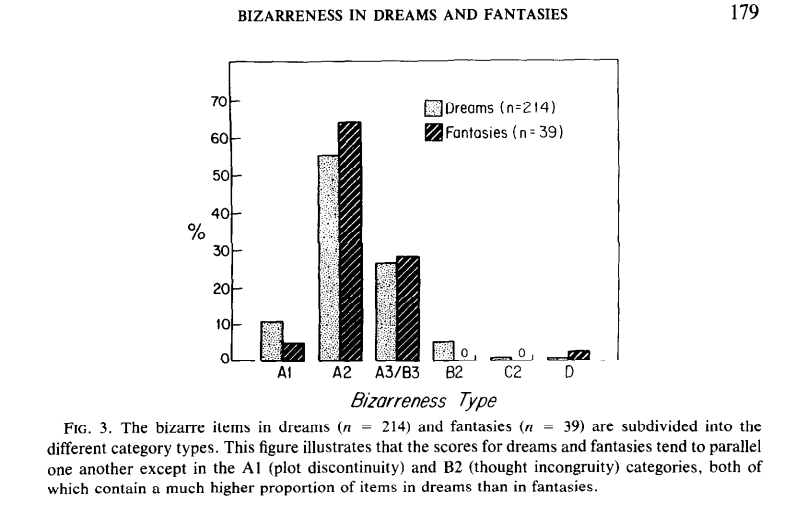 BIZARRENESS IN DREAMS AND FANTASIES 179
70
Dreams (n=214)
60
Fantasies (n=39)
50
40
%
30
20
10
0
0 0
A1 A2 A3/B3 B2 C2 D
Bizarreness Type
FIG. 3. The bizarre items in dreams (n = 214) and fantasies (n = 39) are subdivided into the
different category types. This figure illustrates that the scores for dreams and fantasies tend to parallel
one another except in the A1 (plot discontinuity) and B2 (thought incongruity) categories, both of
which contain a much higher proportion of items in dreams than in fantasies.